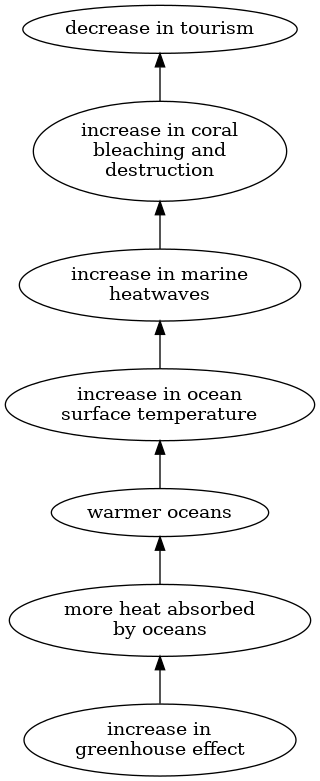 decrease in tourism
increase in coral
bleaching and
destruction
increase in marine
heatwaves
increase in ocean
surface temperature
warmer oceans
more heat absorbed
by oceans
increase in
greenhouse effect